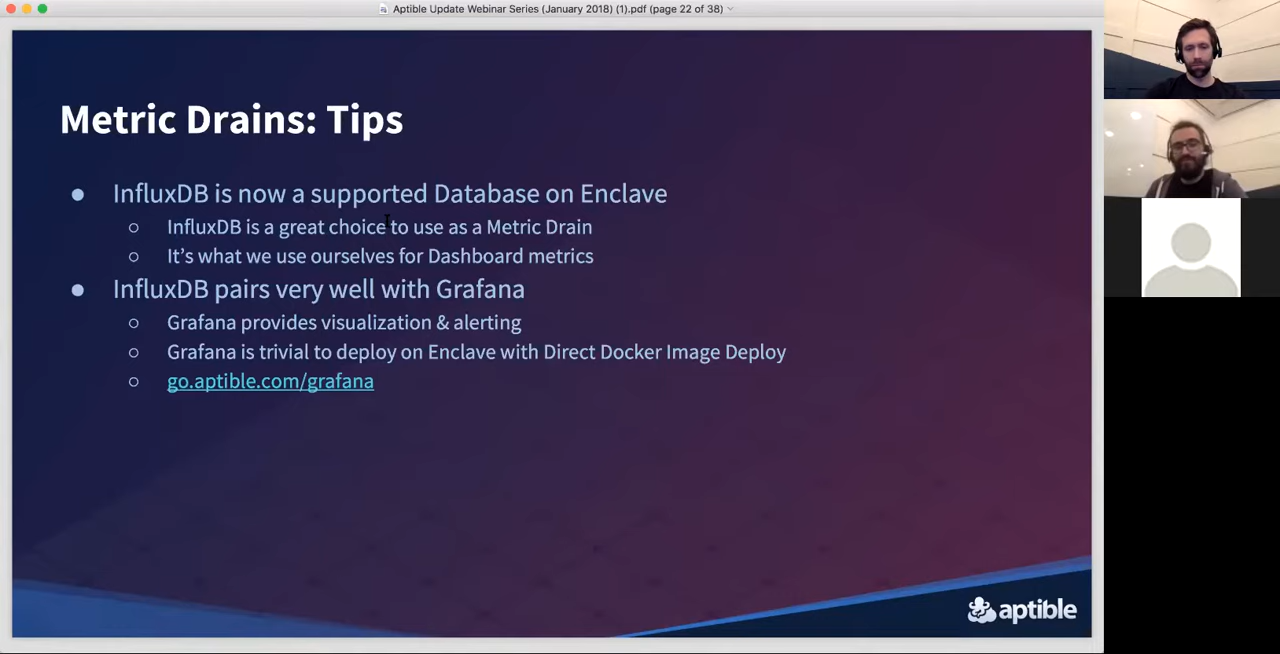 Aptible Update Webinar Series (January 2018) (1).pdf (page 22 of 38)
Metric Drains: Tips
● InfluxDB is now a supported Database on Enclave
○ InfluxDB is a great choice to use as a Metric Drain
○ It’s what we use ourselves for Dashboard metrics
● InfluxDB pairs very well with Grafana
○ Grafana provides visualization & alerting
○ Grafana is trivial to deploy on Enclave with Direct Docker Image Deploy
○ go.aptible.com/grafana
aptible